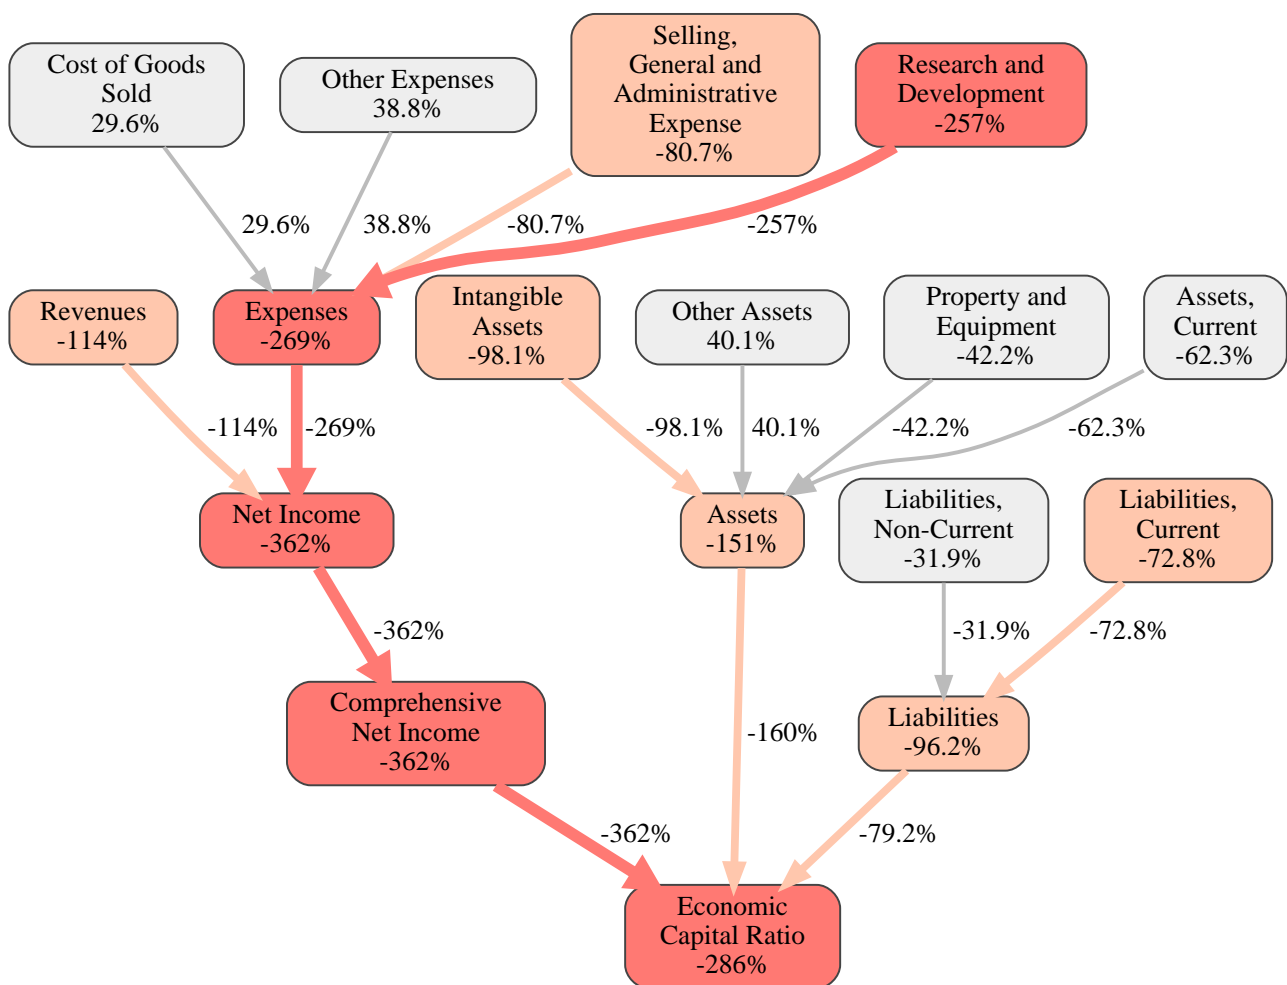 Cost of Goods
Sold
29.6%
Other Expenses
38.8%
Selling,
General and
Administrative
Expense
-80.7%
Research and
Development
-257%
29.6%
38.8%
-80.7%
-257%
Revenues
-114%
Expenses
-269%
Intangible
Assets
-98.1%
Other Assets
40.1%
Property and
Equipment
-42.2%
Assets,
Current
-62.3%
-114%
-269%
-98.1%
40.1%
-42.2%
-62.3%
Net Income
-362%
Assets
-151%
Liabilities,
Non-Current
-31.9%
Liabilities,
Current
-72.8%
-362%
-31.9%
-72.8%
Comprehensive
Net Income
-362%
-160%
Liabilities
-96.2%
-362%
-79.2%
Economic
Capital Ratio
-286%